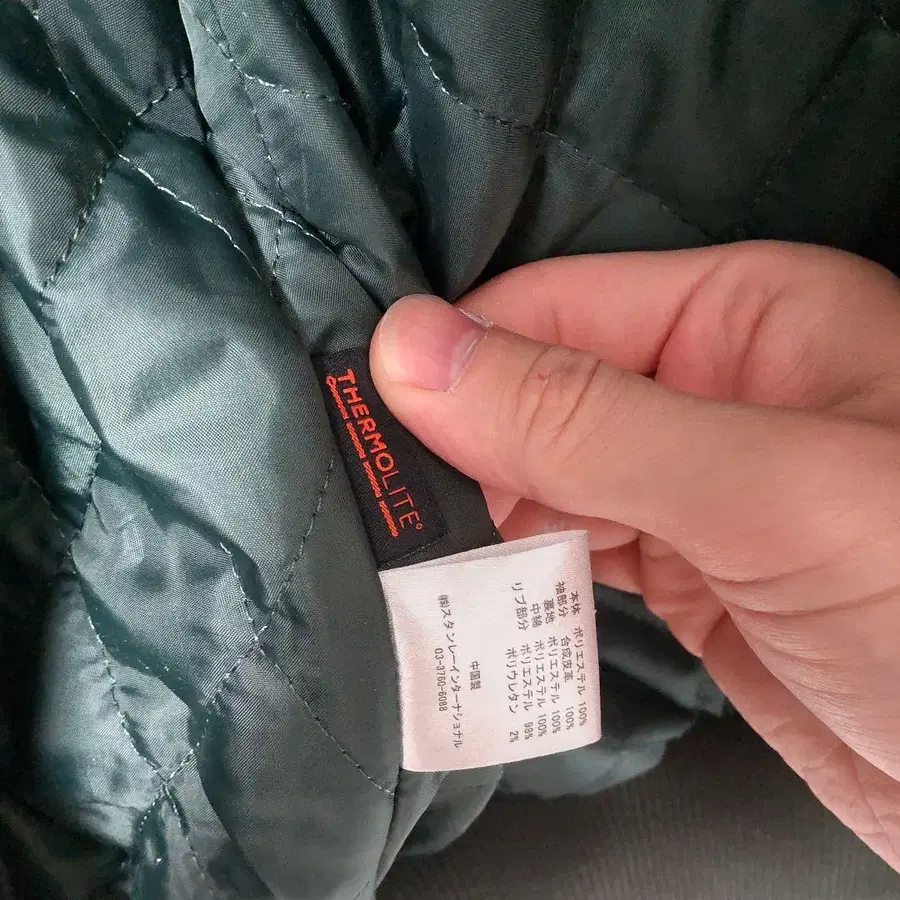 THERMOLITE®
本体 ポリエステル 100%
袖部分 合成皮革 100%
裏地 ポリエステル 100%
中綿 ポリエステル 100%
リブ部分 ポリエステル 98%
ポリウレタン 2%
中国製
㈱スタンレーインターナショナル
03-3760-6088